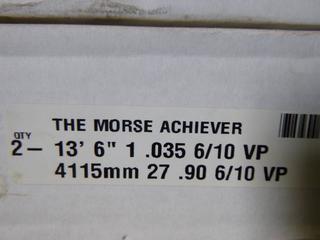 THE MORSE ACHIEVER
QTY
2- 13' 6" 1 .035 6/10 VP
4115mm 27 .90 6/10 VP